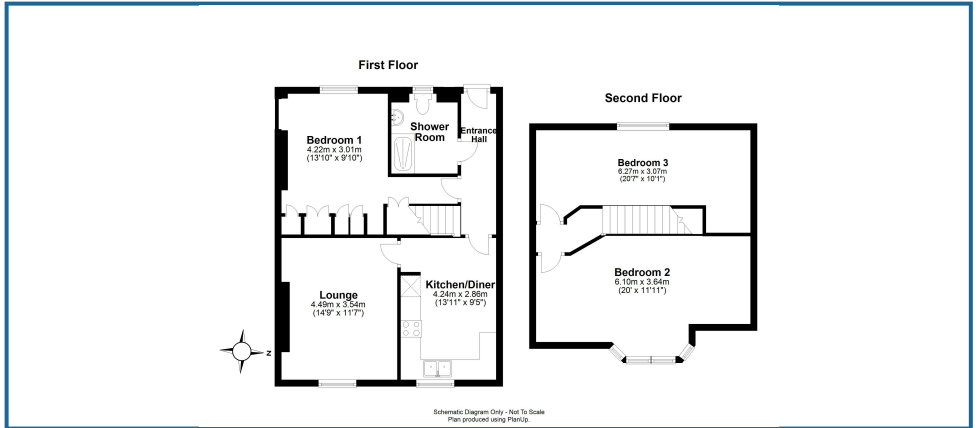 First Floor
Bedroom 1
4.22m x 3.01m
(13'10" x 9'10")
Shower
Room
Entrance
Hall
Lounge
4.49m x 3.54m
(14'9" x 11'7")
Kitchen/Diner
4.24m x 2.86m
(13'11" x 9'5")
Z
Second Floor
Bedroom 3
6.27m x 3.07m
(20'7" x 10'1")
Bedroom 2
6.10m x 3.64m
(20' x 11'11")
Schematic Diagram Only - Not To Scale
Plan produced using PlanUp.